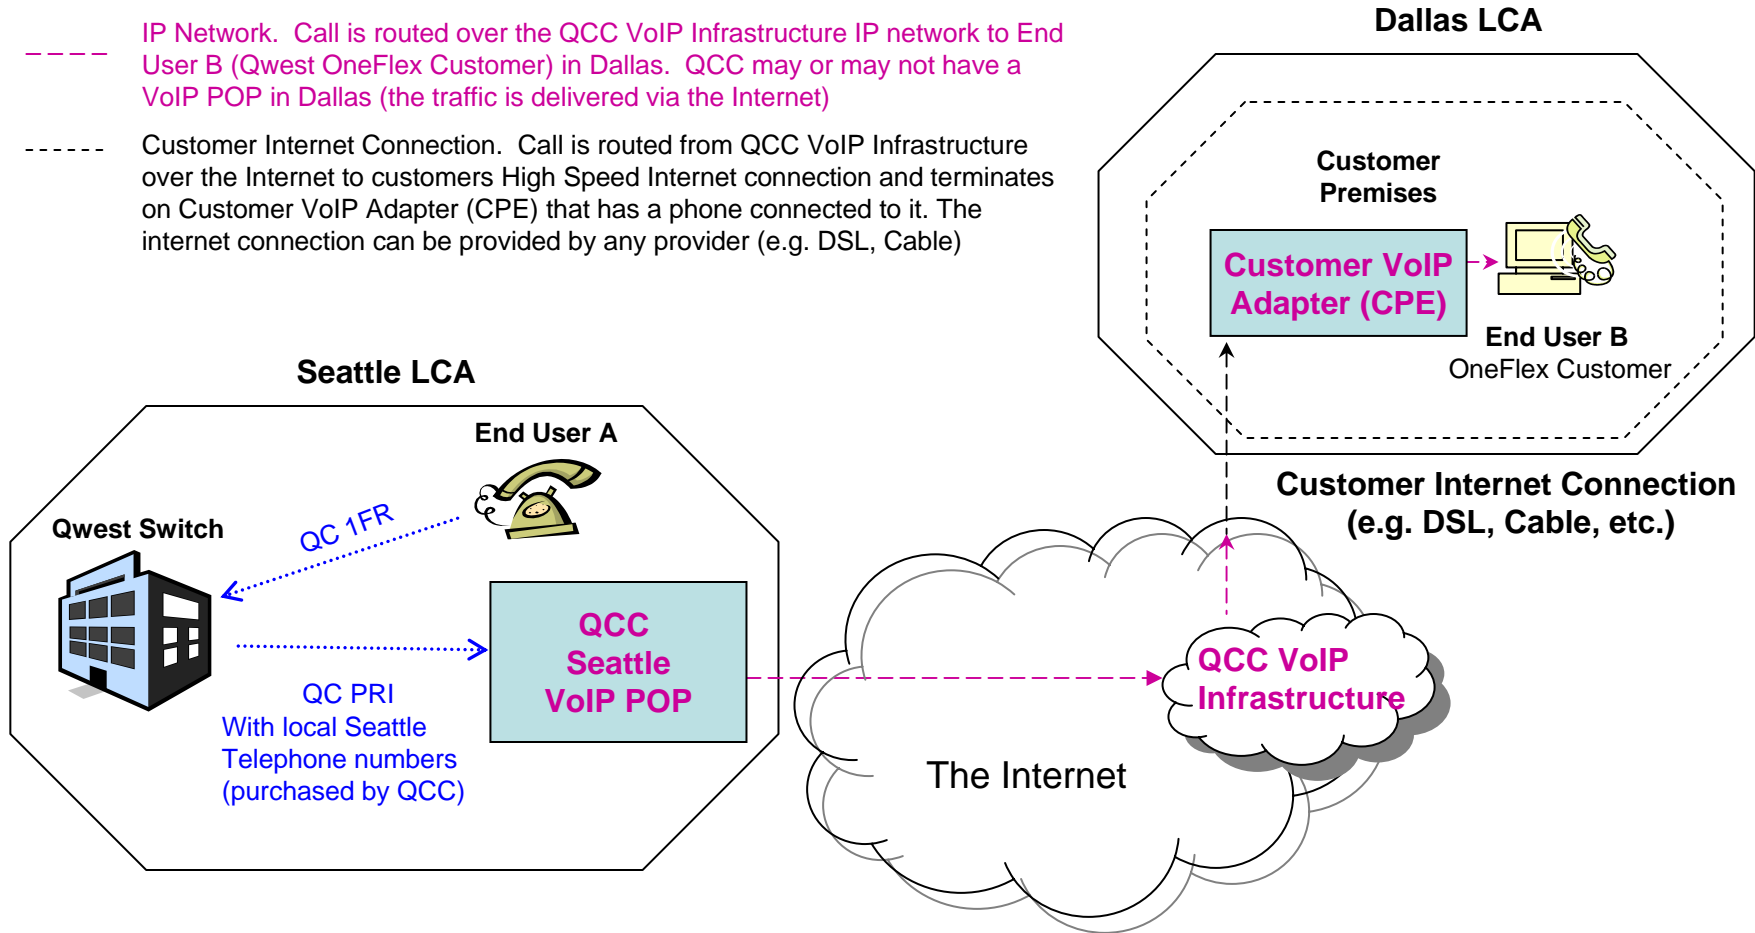 IP Network.  Call is routed over the QCC VoIP Infrastructure IP network to End
User B (Qwest OneFlex Customer) in Dallas.  QCC may or may not have a
VoIP POP in Dallas (the traffic is delivered via the Internet)
Customer Internet Connection.  Call is routed from QCC VoIP Infrastructure
over the Internet to customers High Speed Internet connection and terminates
on Customer VoIP Adapter (CPE) that has a phone connected to it. The
internet connection can be provided by any provider (e.g. DSL, Cable)
Dallas LCA
Customer
Premises
Customer VoIP
Adapter (CPE)
End User B
OneFlex Customer
Customer Internet Connection
(e.g. DSL, Cable, etc.)
Seattle LCA
End User A
Qwest Switch
QC 1FR
QCC
Seattle
VoIP POP
QC PRI
With local Seattle
Telephone numbers
(purchased by QCC)
QCC VoIP
Infrastructure
The Internet